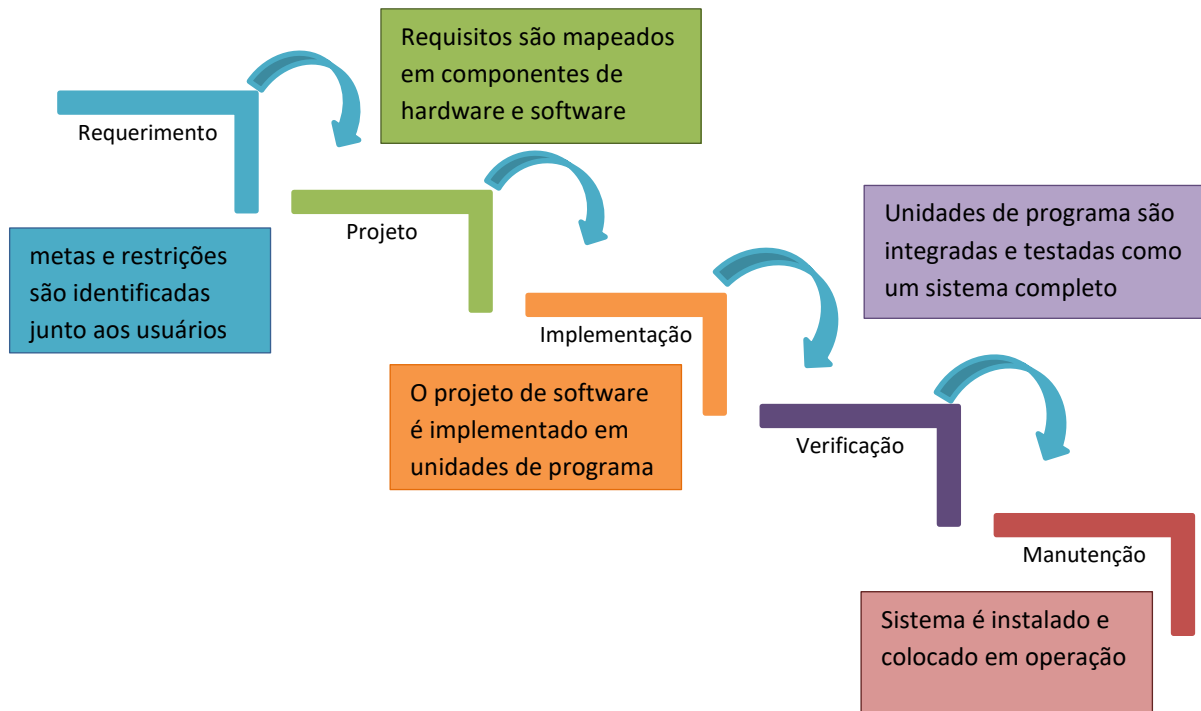 Requerimento
metas e restrições
são identificadas
junto aos usuários
Requisitos são mapeados
em componentes de
hardware e software
Projeto
Implementação
O projeto de software
é implementado em
unidades de programa
Unidades de programa são
integradas e testadas como
um sistema completo
Verificação
Manutenção
Sistema é instalado e
colocado em operação